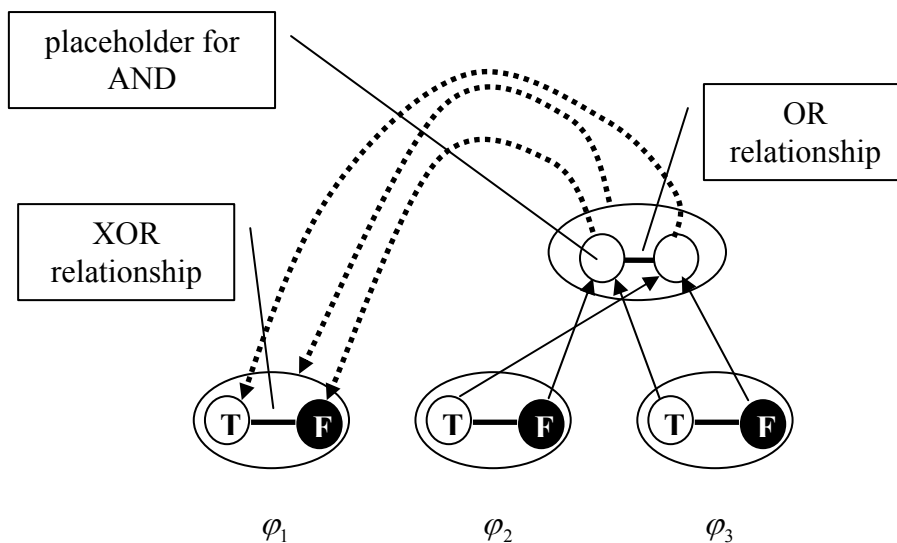 placeholder for
AND
OR
relationship
XOR
relationship
T F T F T F
φ₁ φ₂ φ₃